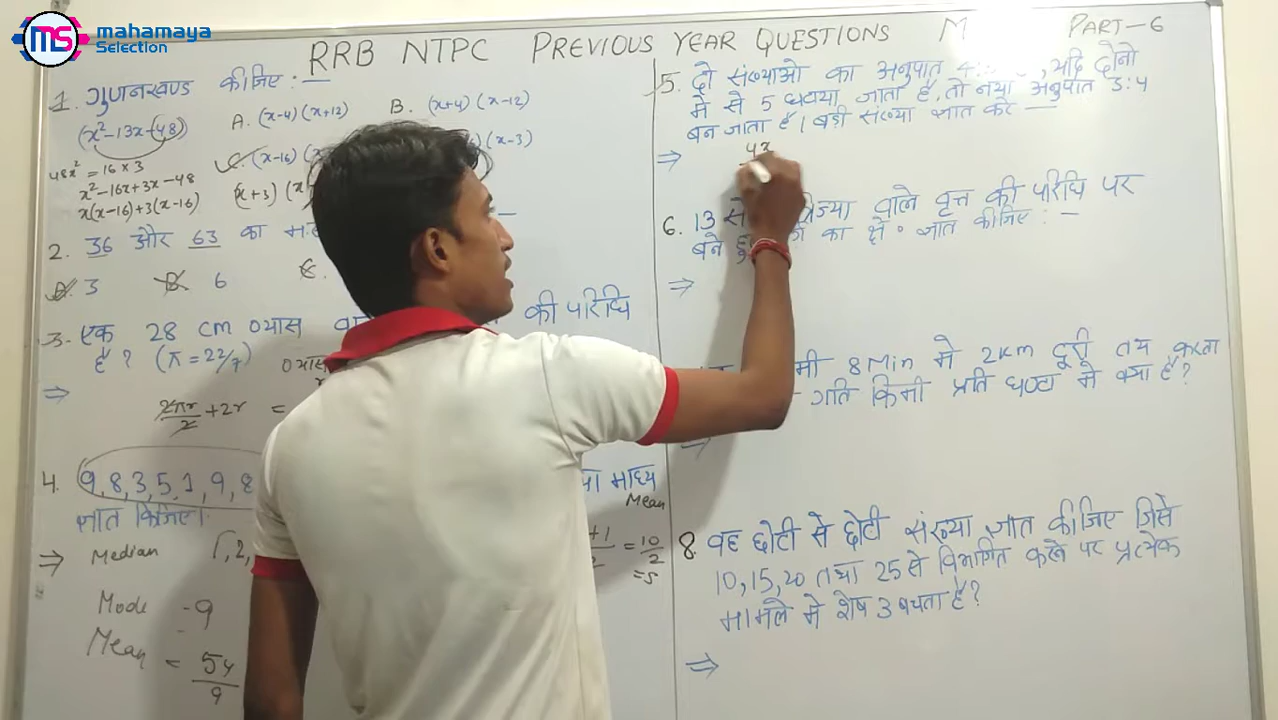 ms mahamaya
Selection
RRB NTPC PREVIOUS YEAR QUESTIONS M PART-6
1. गुणनखण्ड कीजिए :—
(x²-13x-48)
A. (x-4)(x+12) B. (x+4)(x-12)
C. (x-16) (x-3)
(x+3)
48x² = 16 × 3
x²-16x+3x-48
x(x-16)+3(x-16)
2. 36 और 63 का
A. 3 B. 6 C.
3. एक 28 cm व्यास की परिधि
है ? (π = 22/7) व्यास
⇒
2πr/2 + 2r =
4. 9,8,3,5,1,9,8 माध्य
ज्ञात किजिए। Mean
⇒ Median 1,2, +1/2 = 10/2
=5
Mode - 9
Mean = 54/9
5. दो संख्याओ का अनुपात 4: , यदि दोनो
मे से 5 घटाया जाता है, तो नया अनुपात 3:4
बन जाता है। बड़ी संख्या ज्ञात करे —
⇒ 4x
6. 13 से त्रिज्या वाले वृत्त की परिधि पर
बने का क्षे० ज्ञात कीजिए :—
⇒
मी 8 Min मे 2Km दूरी तय करता
गति किमी प्रति घण्टा मे क्या है?
⇒
8. वह छोटी से छोटी संख्या ज्ञात कीजिए जिसे
10,15,20 तथा 25 से विभाजित करने पर प्रत्येक
मामले मे शेष 3 बचता है?
⇒